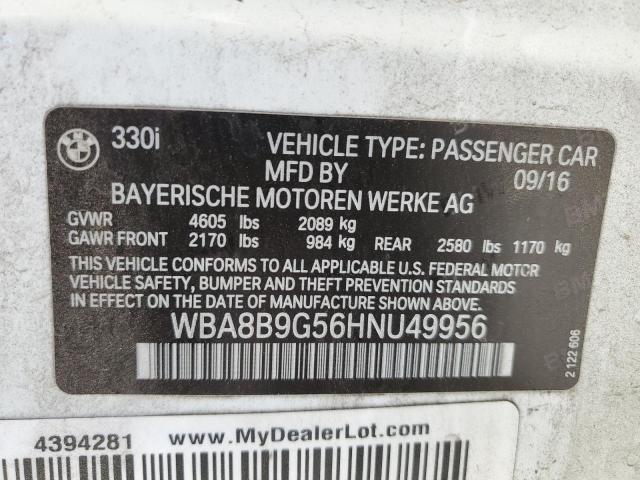 330i VEHICLE TYPE: PASSENGER CAR
MFD BY 09/16
BAYERISCHE MOTOREN WERKE AG
GVWR 4605 lbs 2089 kg
GAWR FRONT 2170 lbs 984 kg REAR 2580 lbs 1170 kg
THIS VEHICLE CONFORMS TO ALL APPLICABLE U.S. FEDERAL MOTOR
VEHICLE SAFETY, BUMPER AND THEFT PREVENTION STANDARDS
IN EFFECT ON THE DATE OF MANUFACTURE SHOWN ABOVE.
WBA8B9G56HNU49956
2 122 606
4394281 www.MyDealerLot.com